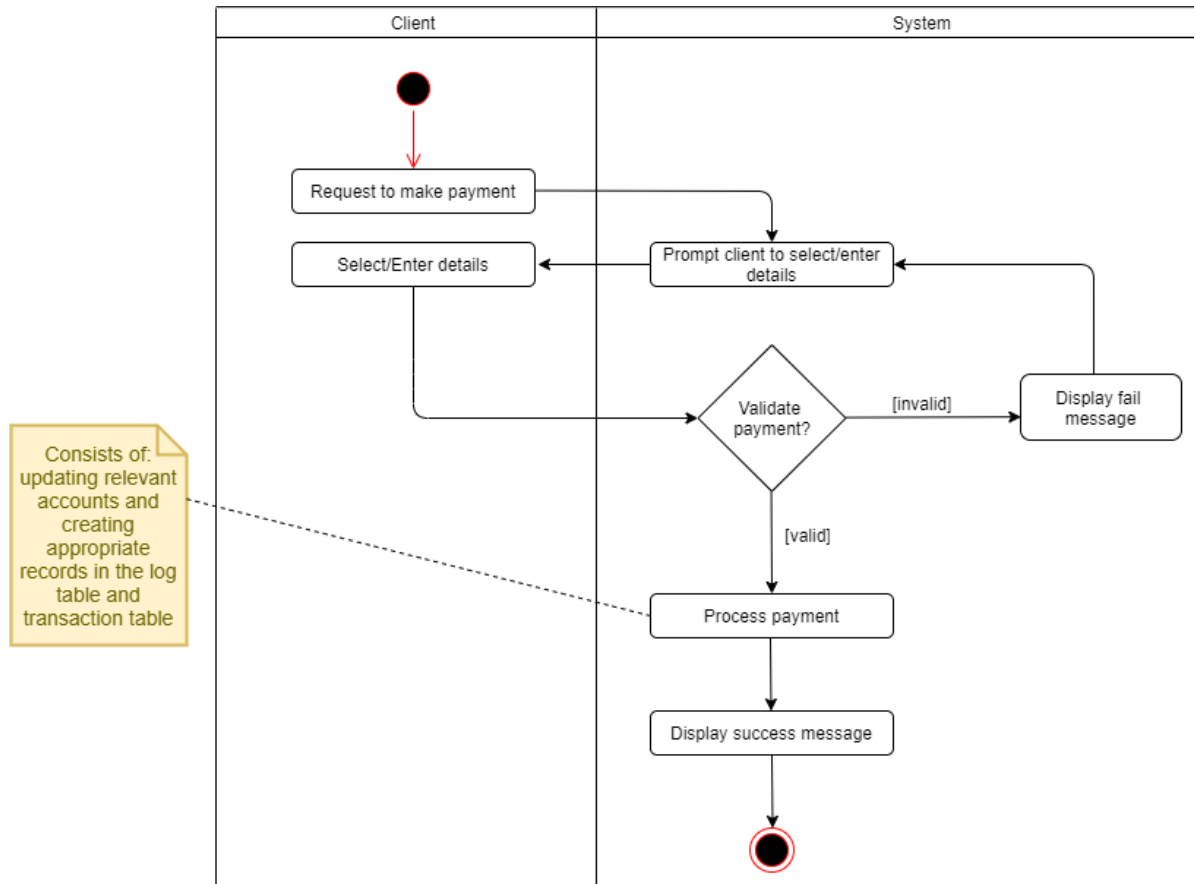 Client
System
Request to make payment
Select/Enter details
Prompt client to select/enter
details
Validate
payment?
[invalid]
Display fail
message
[valid]
Consists of:
updating relevant
accounts and
creating
appropriate
records in the log
table and
transaction table
Process payment
Display success message